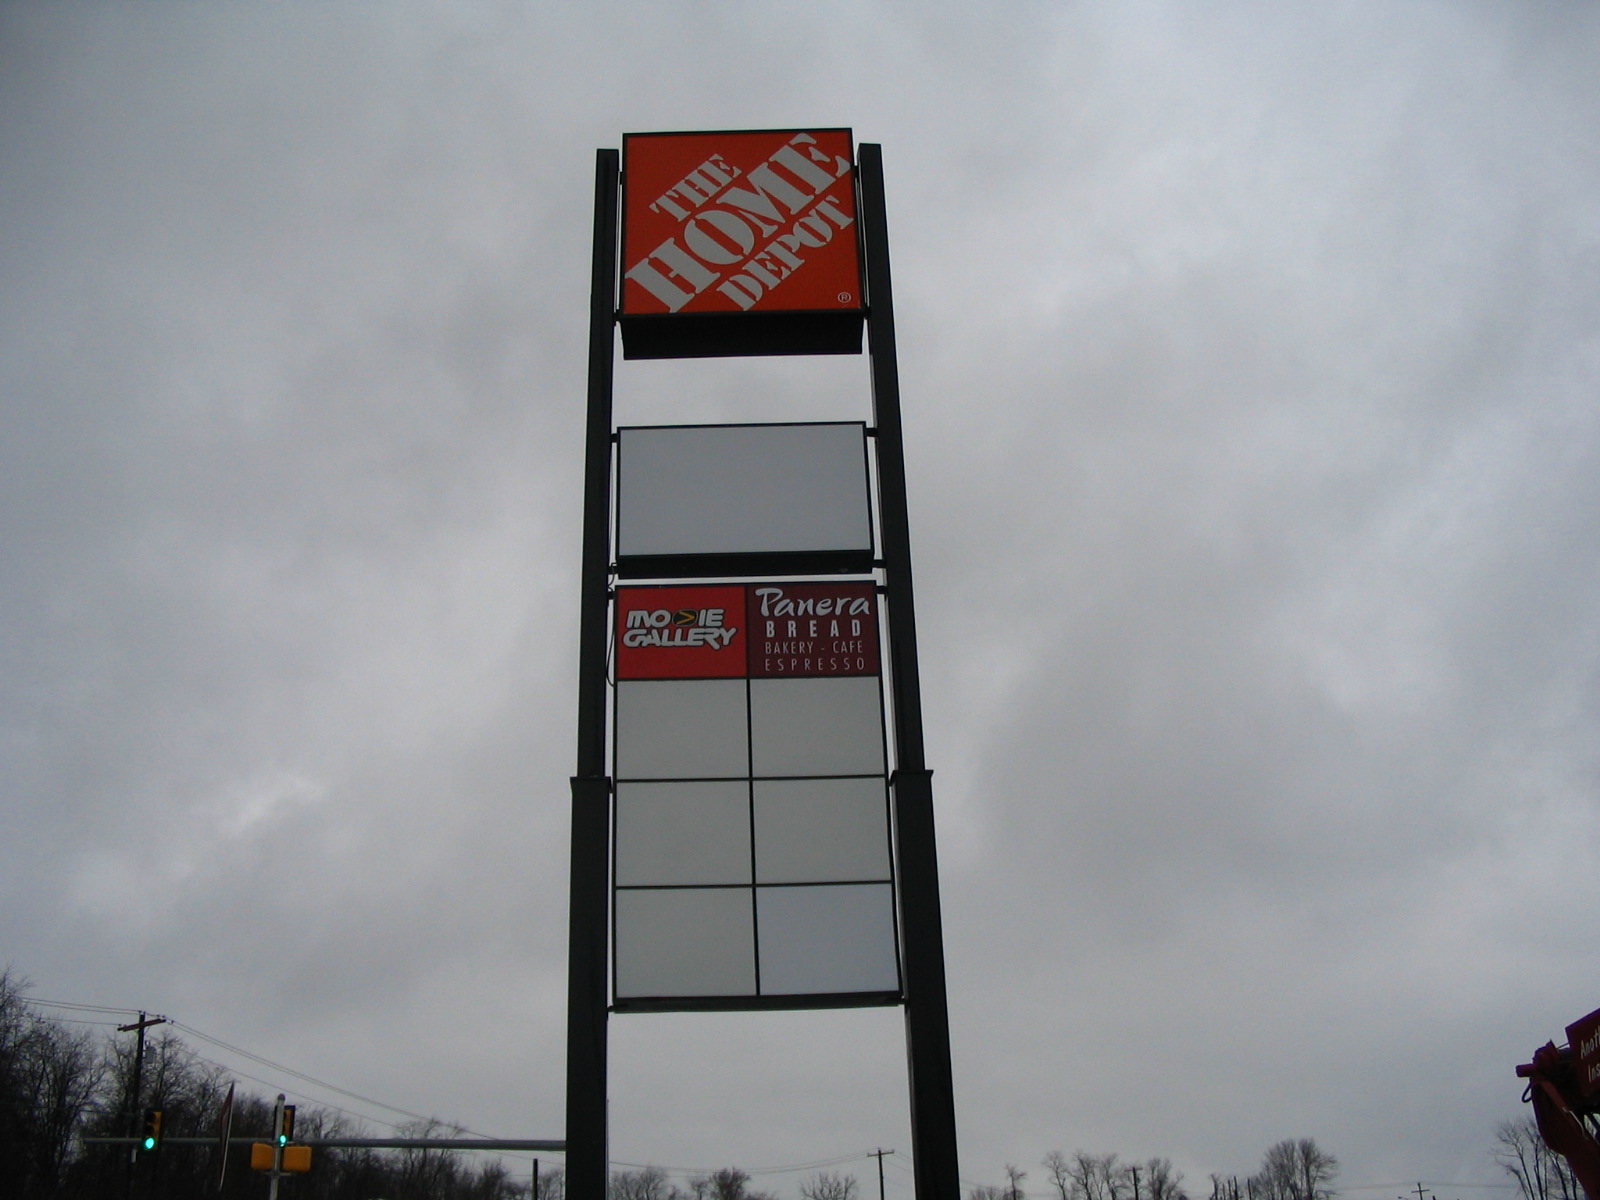 THE
HOME
DEPOT
®
MOVIE
GALLERY
Panera
BREAD
BAKERY - CAFE
ESPRESSO